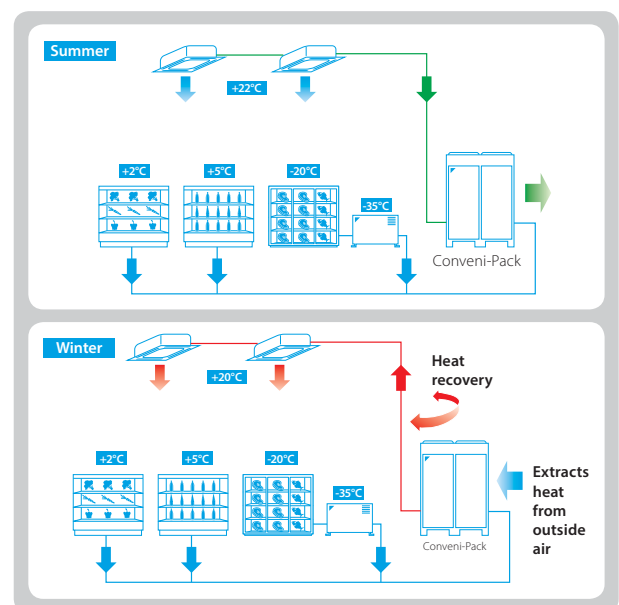 Summer
+22°C
+2°C
+5°C
-20°C
-35°C
Conveni-Pack
Winter
+20°C
Heat
recovery
+2°C
+5°C
-20°C
-35°C
Conveni-Pack
Extracts
heat
from
outside
air